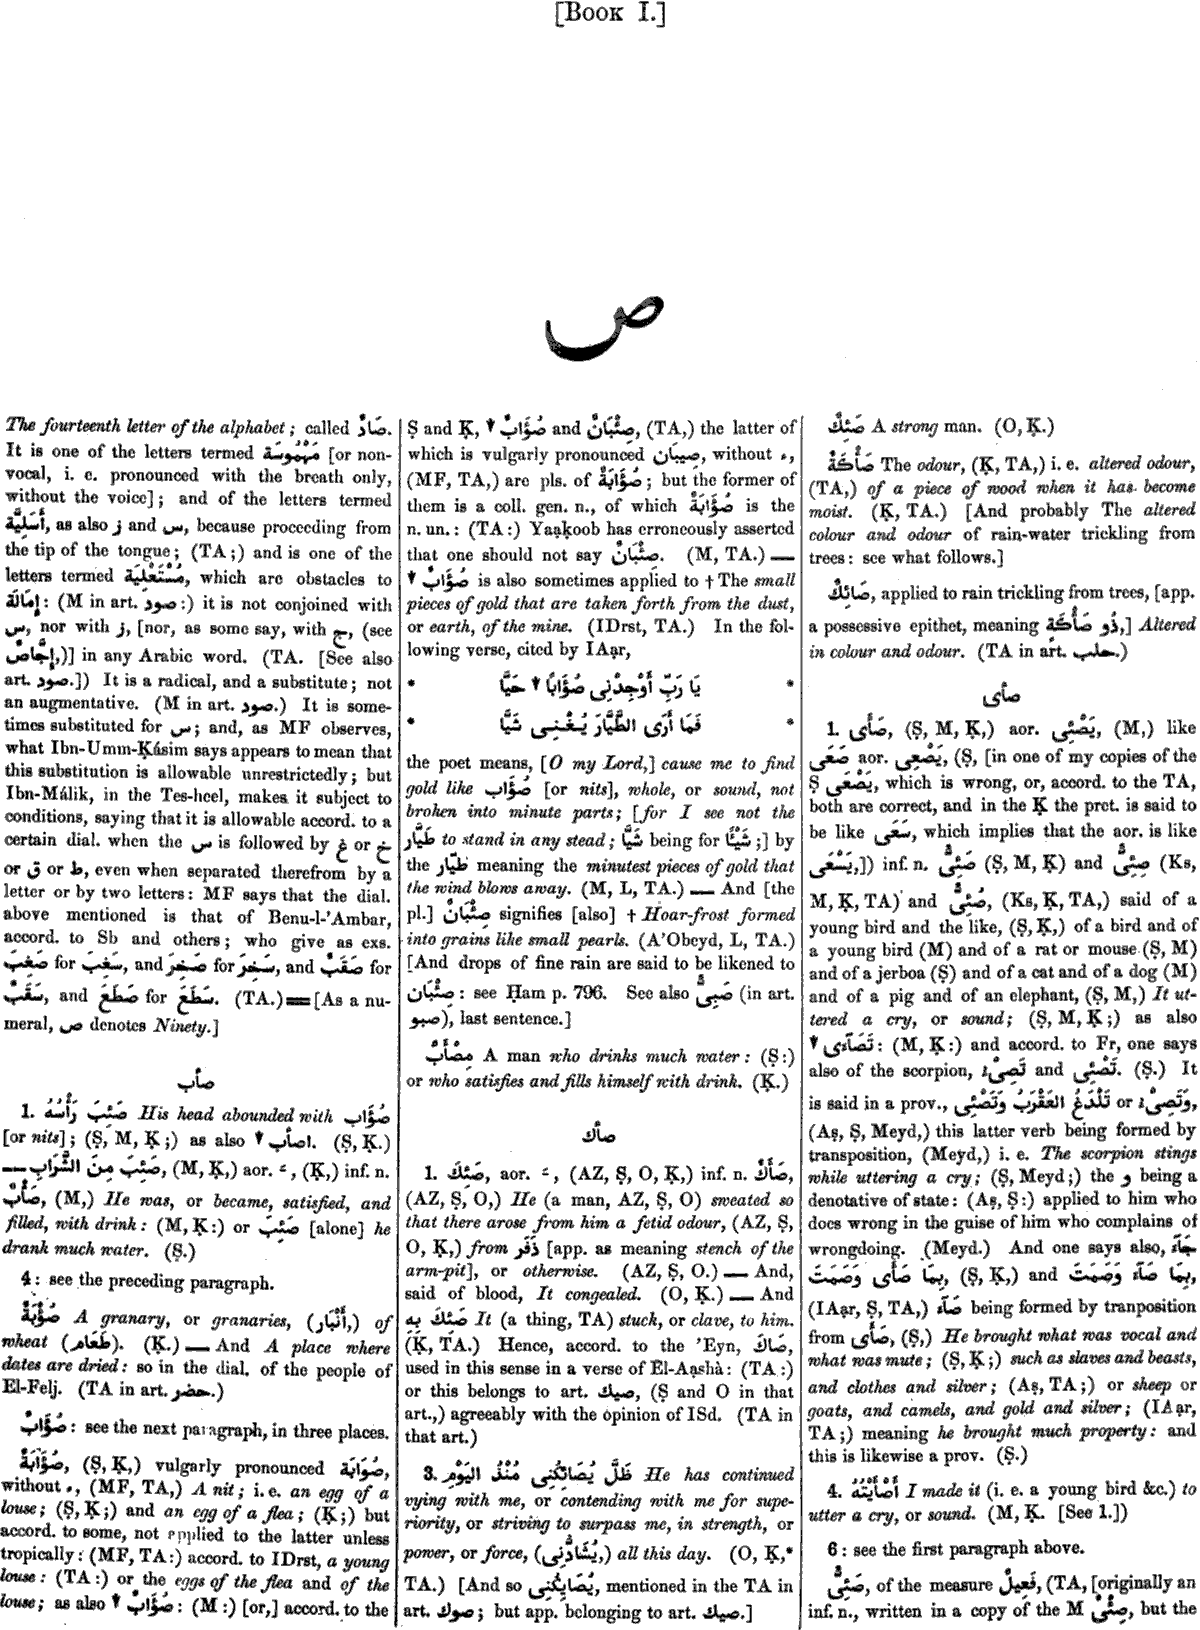 [Book I.]
ص
The fourteenth letter of the alphabet; called صَادٌ.
It is one of the letters termed مَهْمُوسَة [or non-
vocal, i. e. pronounced with the breath only,
without the voice]; and of the letters termed
أَسَلِيَّة, as also ز and س, because proceeding from
the tip of the tongue; (TA;) and is one of the
letters termed مُسْتَعْلِيَة, which are obstacles to
إِمَالَة: (M in art. صود:) it is not conjoined with
س, nor with ز, [nor, as some say, with ج, (see
إِجَّاصٌ,)] in any Arabic word. (TA. [See also
art. صود.]) It is a radical, and a substitute; not
an augmentative. (M in art. صود.) It is some-
times substituted for س; and, as MF observes,
what Ibn-Umm-Ḳásim says appears to mean that
this substitution is allowable unrestrictedly; but
Ibn-Málik, in the Tes-heel, makes it subject to
conditions, saying that it is allowable accord. to a
certain dial. when the س is followed by خ or غ
or ق or ط, even when separated therefrom by a
letter or by two letters: MF says that the dial.
above mentioned is that of Benu-l-'Ambar,
accord. to Sb and others; who give as exs.
صَغِبَ for سَغِبَ, and صَخِرَ for سَخِرَ, and صَقَبٌ for
سَقَبٌ, and صَطَعَ for سَطَعَ. (TA.) ═ [As a nu-
meral, ص denotes Ninety.]
صأب
1. صَئِبَ رَأْسُهُ His head abounded with صُؤَاب
[or nits]; (Ṣ, M, Ḳ;) as also ↓ اصأب. (Ṣ, Ḳ.)
— صَئِبَ مِنَ الشَّرَابِ, (M, Ḳ,) aor. ـَ, (Ḳ,) inf. n.
صَأَبٌ, (M,) He was, or became, satisfied, and
filled, with drink: (M, Ḳ:) or صَئِبَ [alone] he
drank much water. (Ṣ.)
4: see the preceding paragraph.
صُؤْبَةٌ A granary, or granaries, (أَنْبَار,) of
wheat (طَعَام). (Ḳ.) — And A place where
dates are dried: so in the dial. of the people of
El-Felj. (TA in art. حضر.)
صُؤَابٌ: see the next paragraph, in three places.
صُؤَابَةٌ, (Ṣ, Ḳ,) vulgarly pronounced صُوَابَة,
without ء, (MF, TA,) A nit; i. e. an egg of a
louse; (Ṣ, Ḳ;) and an egg of a flea; (Ḳ;) but
accord. to some, not applied to the latter unless
tropically: (MF, TA:) accord. to IDrst, a young
louse: (TA:) or the eggs of the flea and of the
louse; as also ↓ صُؤَابٌ: (M:) [or,] accord. to the
Ṣ and Ḳ, ↓ صُؤَابٌ and صِئْبَانٌ, (TA,) the latter of
which is vulgarly pronounced صِيبَان, without ء,
(MF, TA,) are pls. of صُؤَابَةٌ; but the former of
them is a coll. gen. n., of which صُؤَابَةٌ is the
n. un.: (TA:) Yaạḳoob has erroneously asserted
that one should not say صِئْبَانٌ. (M, TA.) —
↓ صُؤَابٌ is also sometimes applied to † The small
pieces of gold that are taken forth from the dust,
or earth, of the mine. (IDrst, TA.) In the fol-
lowing verse, cited by IAạr,
* يَا رَبِّ أَوْجِدْنِى صُؤَابًا ↓ حَيًّا *
* فَمَا أَرَى الطَّيَّارَ يُغْنِى شَيَّا *
the poet means, [O my Lord,] cause me to find
gold like صُؤَاب [or nits], whole, or sound, not
broken into minute parts; [for I see not the
طَيَّار to stand in any stead; شَيَّا being for شَيْئًا;] by
the طيّار meaning the minutest pieces of gold that
the wind blows away. (M, L, TA.) — And [the
pl.] صِئْبَانٌ signifies [also] † Hoar-frost formed
into grains like small pearls. (A'Obeyd, L, TA.)
[And drops of fine rain are said to be likened to
صِئْبَان: see Ḥam p. 796. See also صَبِىٌّ (in art.
صبو), last sentence.]
مِصْأَبٌ A man who drinks much water: (Ṣ:)
or who satisfies and fills himself with drink. (Ḳ.)
صأك
1. صَئِكَ, aor. ـَ, (AZ, Ṣ, O, Ḳ,) inf. n. صَأَكٌ,
(AZ, Ṣ, O,) He (a man, AZ, Ṣ, O) sweated so
that there arose from him a fetid odour, (AZ, Ṣ,
O, Ḳ,) from ذَفَر [app. as meaning stench of the
arm-pit], or otherwise. (AZ, Ṣ, O.) — And,
said of blood, It congealed. (O, Ḳ.) — And
صَئِكَ بِهِ It (a thing, TA) stuck, or clave, to him.
(Ḳ, TA.) Hence, accord. to the 'Eyn, صَاكَ,
used in this sense in a verse of El-Aạshà: (TA:)
or this belongs to art. صيك, (Ṣ and O in that
art.,) agreeably with the opinion of ISd. (TA in
that art.)
3. ظَلَّ يُصَائِكُنِى مُنْذُ اليَوْمِ He has continued
vying with me, or contending with me for supe-
riority, or striving to surpass me, in strength, or
power, or force, (يُشَادُّنِى,) all this day. (O, Ḳ,*
TA.) [And so يُصَايِكُنِى, mentioned in the TA in
art. صوك; but app. belonging to art. صيك.]
صَئِكٌ A strong man. (O, Ḳ.)
صَأْكَةٌ The odour, (Ḳ, TA,) i. e. altered odour,
(TA,) of a piece of wood when it has become
moist. (Ḳ, TA.) [And probably The altered
colour and odour of rain-water trickling from
trees: see what follows.]
صَائِكٌ, applied to rain trickling from trees, [app.
a possessive epithet, meaning ذُو صَأْكَةٍ,] Altered
in colour and odour. (TA in art. حلب.)
صأى
1. صَأَى, (Ṣ, M, Ḳ,) aor. يَصْئِى, (M,) like
صَعَى aor. يَصْعِى, (Ṣ, [in one of my copies of the
Ṣ يَصْعَى, which is wrong, or, accord. to the TA,
both are correct, and in the Ḳ the pret. is said to
be like سَعَى, which implies that the aor. is like
يَسْعَى,]) inf. n. صَئِىٌّ (Ṣ, M, Ḳ) and صِئِىٌّ (Ks,
M, Ḳ, TA) and صُئِىٌّ, (Ks, Ḳ, TA,) said of a
young bird and the like, (Ṣ, Ḳ,) of a bird and of
a young bird (M) and of a rat or mouse (Ṣ, M)
and of a jerboa (Ṣ) and of a cat and of a dog (M)
and of a pig and of an elephant, (Ṣ, M,) It ut-
tered a cry, or sound; (Ṣ, M, Ḳ;) as also
↓ تَصَآءَى: (M, Ḳ:) and accord. to Fr, one says
also of the scorpion, تَصِىْءُ and تَصْئِى. (Ṣ.) It
is said in a prov., تَلْدَغُ العَقْرَبُ وَتَصْئِى or وَتَصِىْءُ,
(Aṣ, Ṣ, Meyd,) this latter verb being formed by
transposition, (Meyd,) i. e. The scorpion stings
while uttering a cry; (Ṣ, Meyd;) the و being a
denotative of state: (Aṣ, Ṣ:) applied to him who
does wrong in the guise of him who complains of
wrongdoing. (Meyd.) And one says also, جَآءَ
بِمَا صَأَى وَصَمَتَ, (Ṣ, Ḳ,) and بِمَا صَآءَ وَصَمَتَ,
(IAạr, Ṣ, TA,) صَآءَ being formed by tranposition
from صَأَى, (Ṣ,) He brought what was vocal and
what was mute; (Ṣ, Ḳ;) such as slaves and beasts,
and clothes and silver; (Aṣ, TA;) or sheep or
goats, and camels, and gold and silver; (IAạr,
TA;) meaning he brought much property: and
this is likewise a prov. (Ṣ.)
4. أَصْأَيْتُهُ I made it (i. e. a young bird &c.) to
utter a cry, or sound. (M, Ḳ. [See 1.])
6: see the first paragraph above.
صَئِىٌّ, of the measure فَعِيلٌ, (TA, [originally an
inf. n., written in a copy of the M صِئْىٌ, but the